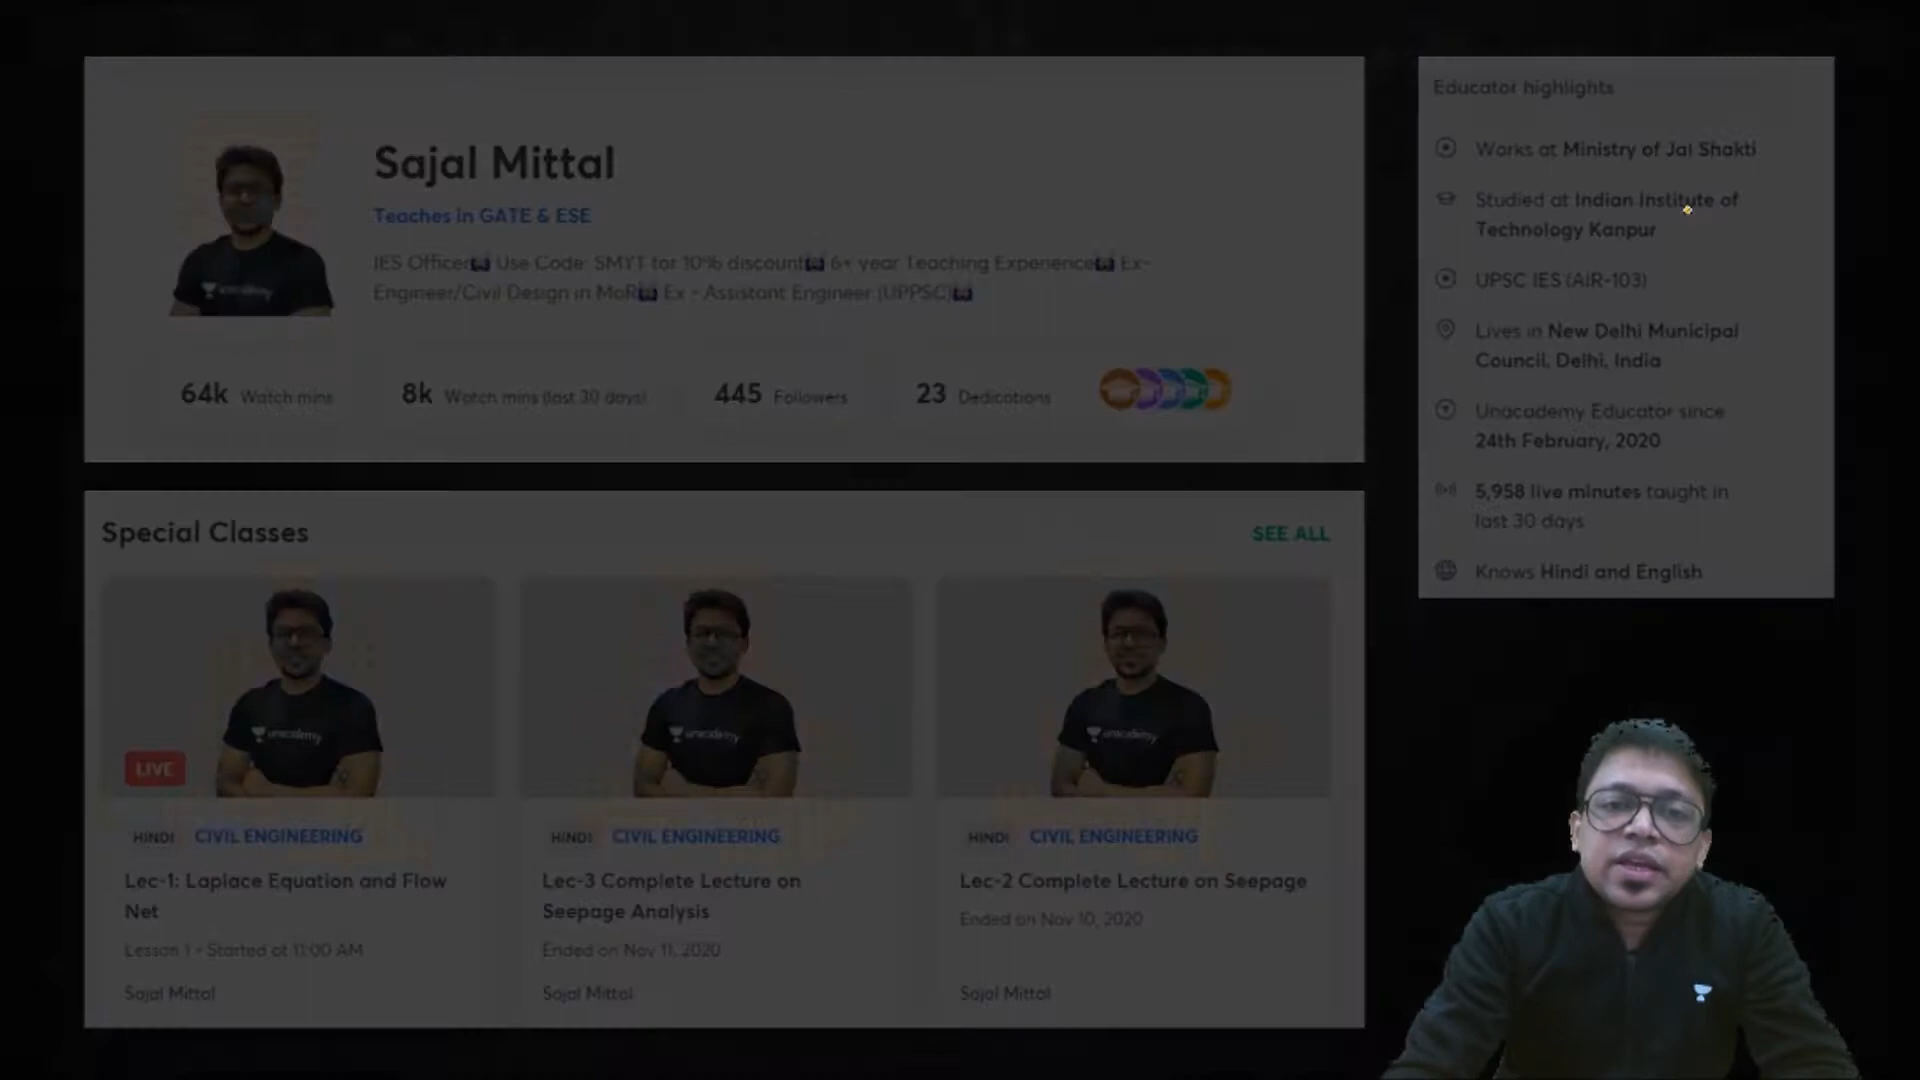 Sajal Mittal
Teaches in GATE & ESE
IES Officer Use Code: SMYT for 10% discount 6+ year Teaching Experience Ex-
Engineer/Civil Design in MoR Ex - Assistant Engineer (UPPSC)
64k Watch mins 8k Watch mins (last 30 days) 445 Followers 23 Dedications
Educator highlights
Works at Ministry of Jal Shakti
Studied at Indian Institute of
Technology Kanpur
UPSC IES (AIR-103)
Lives in New Delhi Municipal
Council, Delhi, India
Unacademy Educator since
24th February, 2020
5,958 live minutes taught in
last 30 days
Knows Hindi and English
Special Classes
SEE ALL
unacademy
unacademy
unacademy
unacademy
LIVE
HINDI CIVIL ENGINEERING
Lec-1: Laplace Equation and Flow
Net
Lesson 1 • Started at 11:00 AM
Sajal Mittal
HINDI CIVIL ENGINEERING
Lec-3 Complete Lecture on
Seepage Analysis
Ended on Nov 11, 2020
Sajal Mittal
HINDI CIVIL ENGINEERING
Lec-2 Complete Lecture on Seepage
Ended on Nov 10, 2020
Sajal Mittal